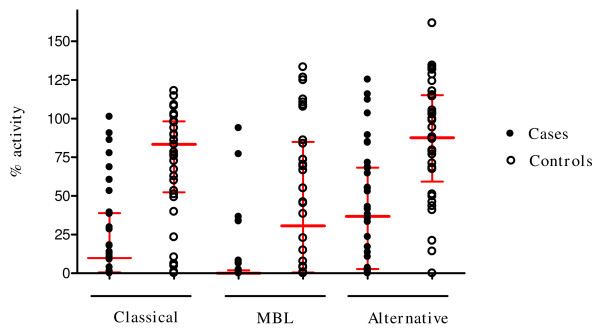 150
125
100
75
50
25
0
% activity
Cases
Controls
Classical
MBL
Alternative